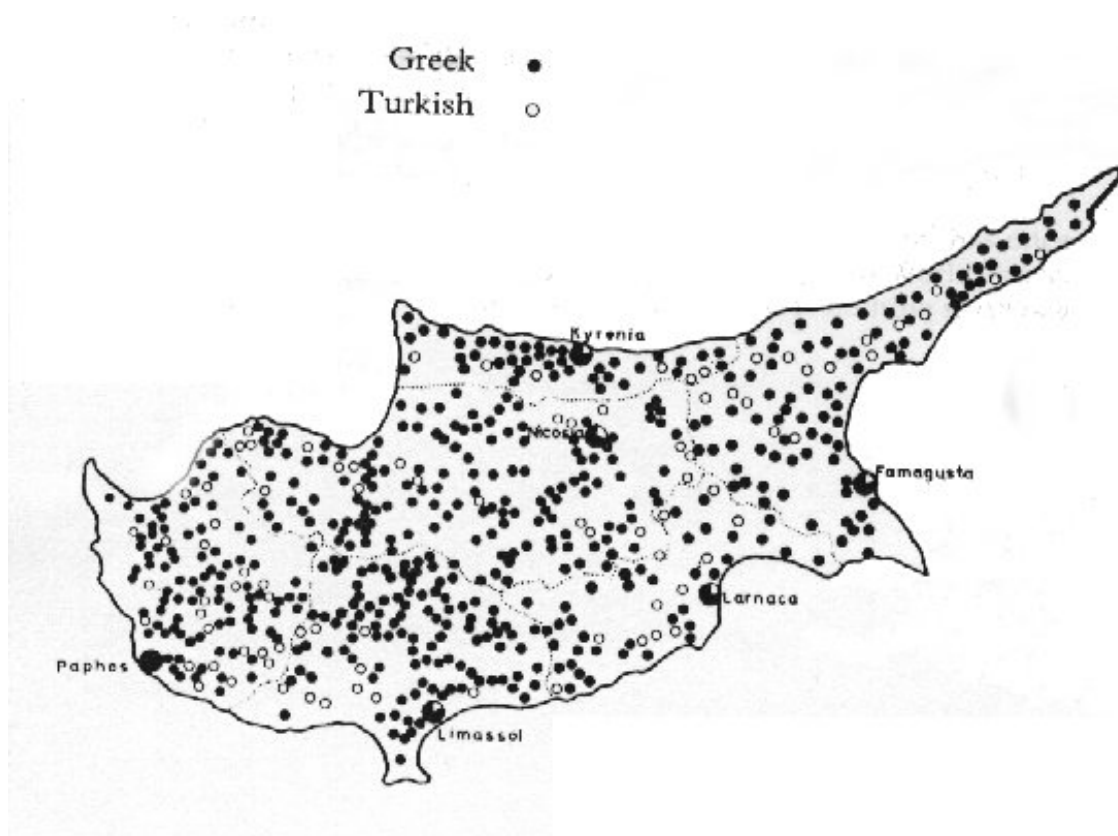 Greek
Turkish
Kyrenia
Nicosia
Famagusta
Larnaca
Paphos
Limassol